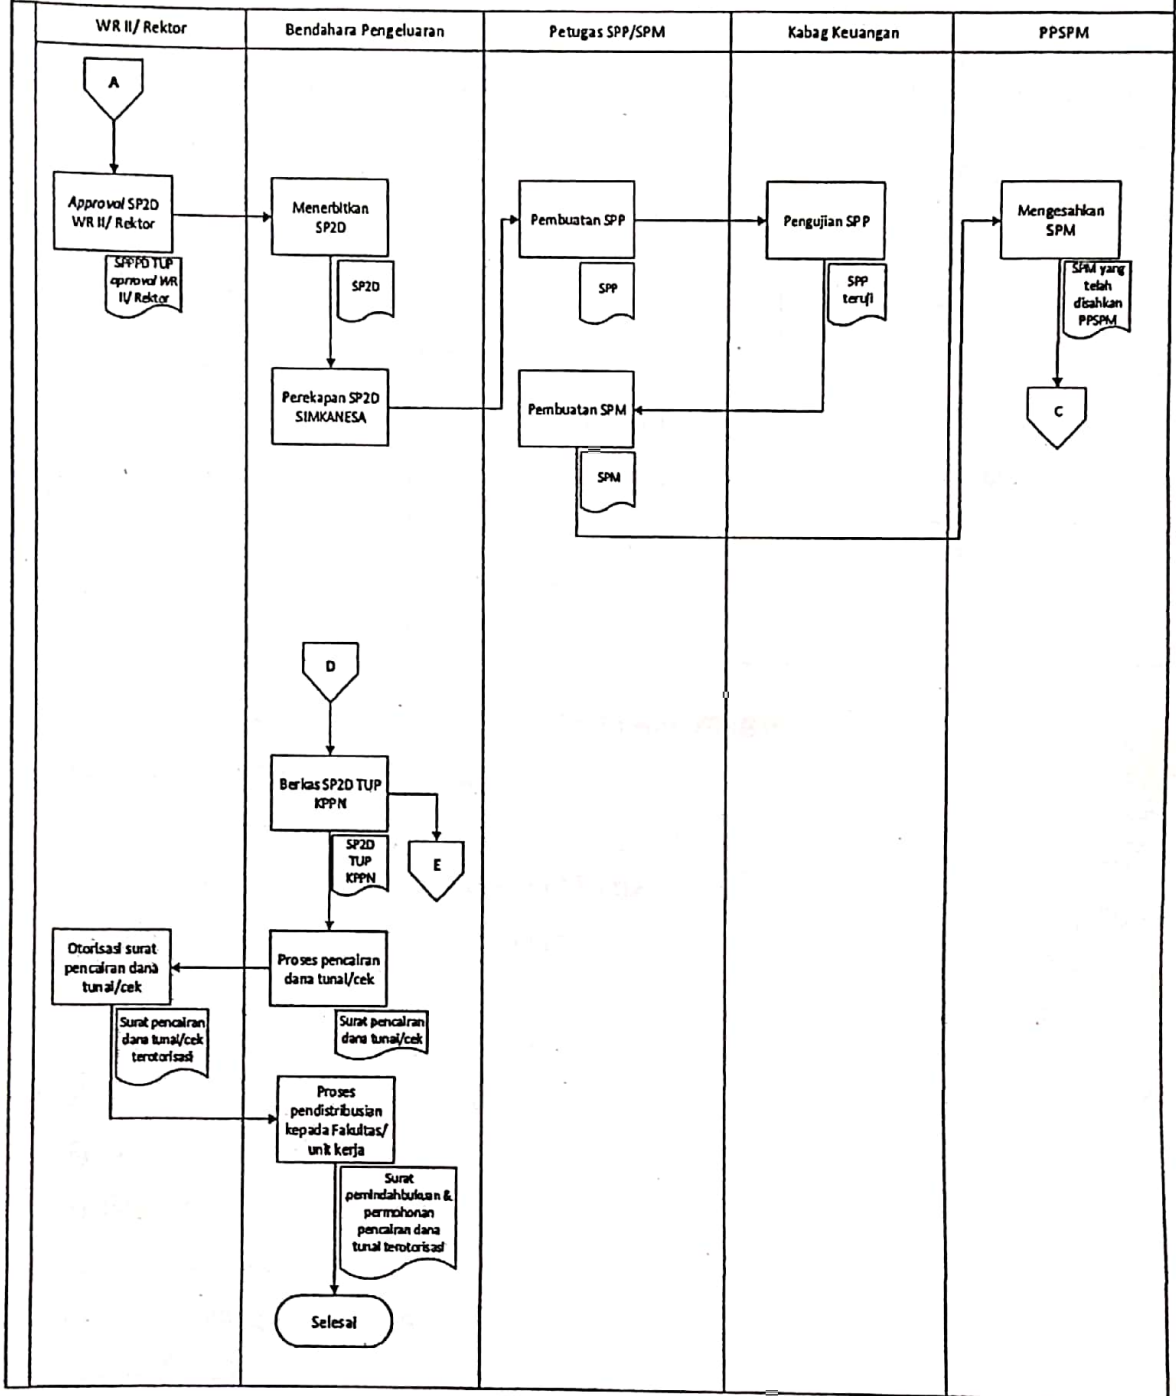 WR II/ Rektor
Bendahara Pengeluaran
Petugas SPP/SPM
Kabag Keuangan
PPSPM
A
Approval SP2D
WR II/ Rektor
SPPPD TUP
aproval WR
II/ Rektor
Menerbitkan
SP2D
SP2D
Perekapan SP2D
SIMKANESA
Pembuatan SPP
SPP
Pengujian SPP
SPP
teruji
Pembuatan SPM
SPM
Mengesahkan
SPM
SPM yang
telah
disahkan
PPSPM
C
D
Berkas SP2D TUP
KPPN
SP2D
TUP
KPPN
E
Proses pencairan
dana tunai/cek
Surat pencairan
dana tunai/cek
Otorisasi surat
pencairan dana
tunai/cek
Surat pencairan
dana tunai/cek
terotorisasi
Proses
pendistribusian
kepada Fakultas/
unit kerja
Surat
pemindahbukuan &
permohonan
pencairan dana
tunai terotorisasi
Selesai